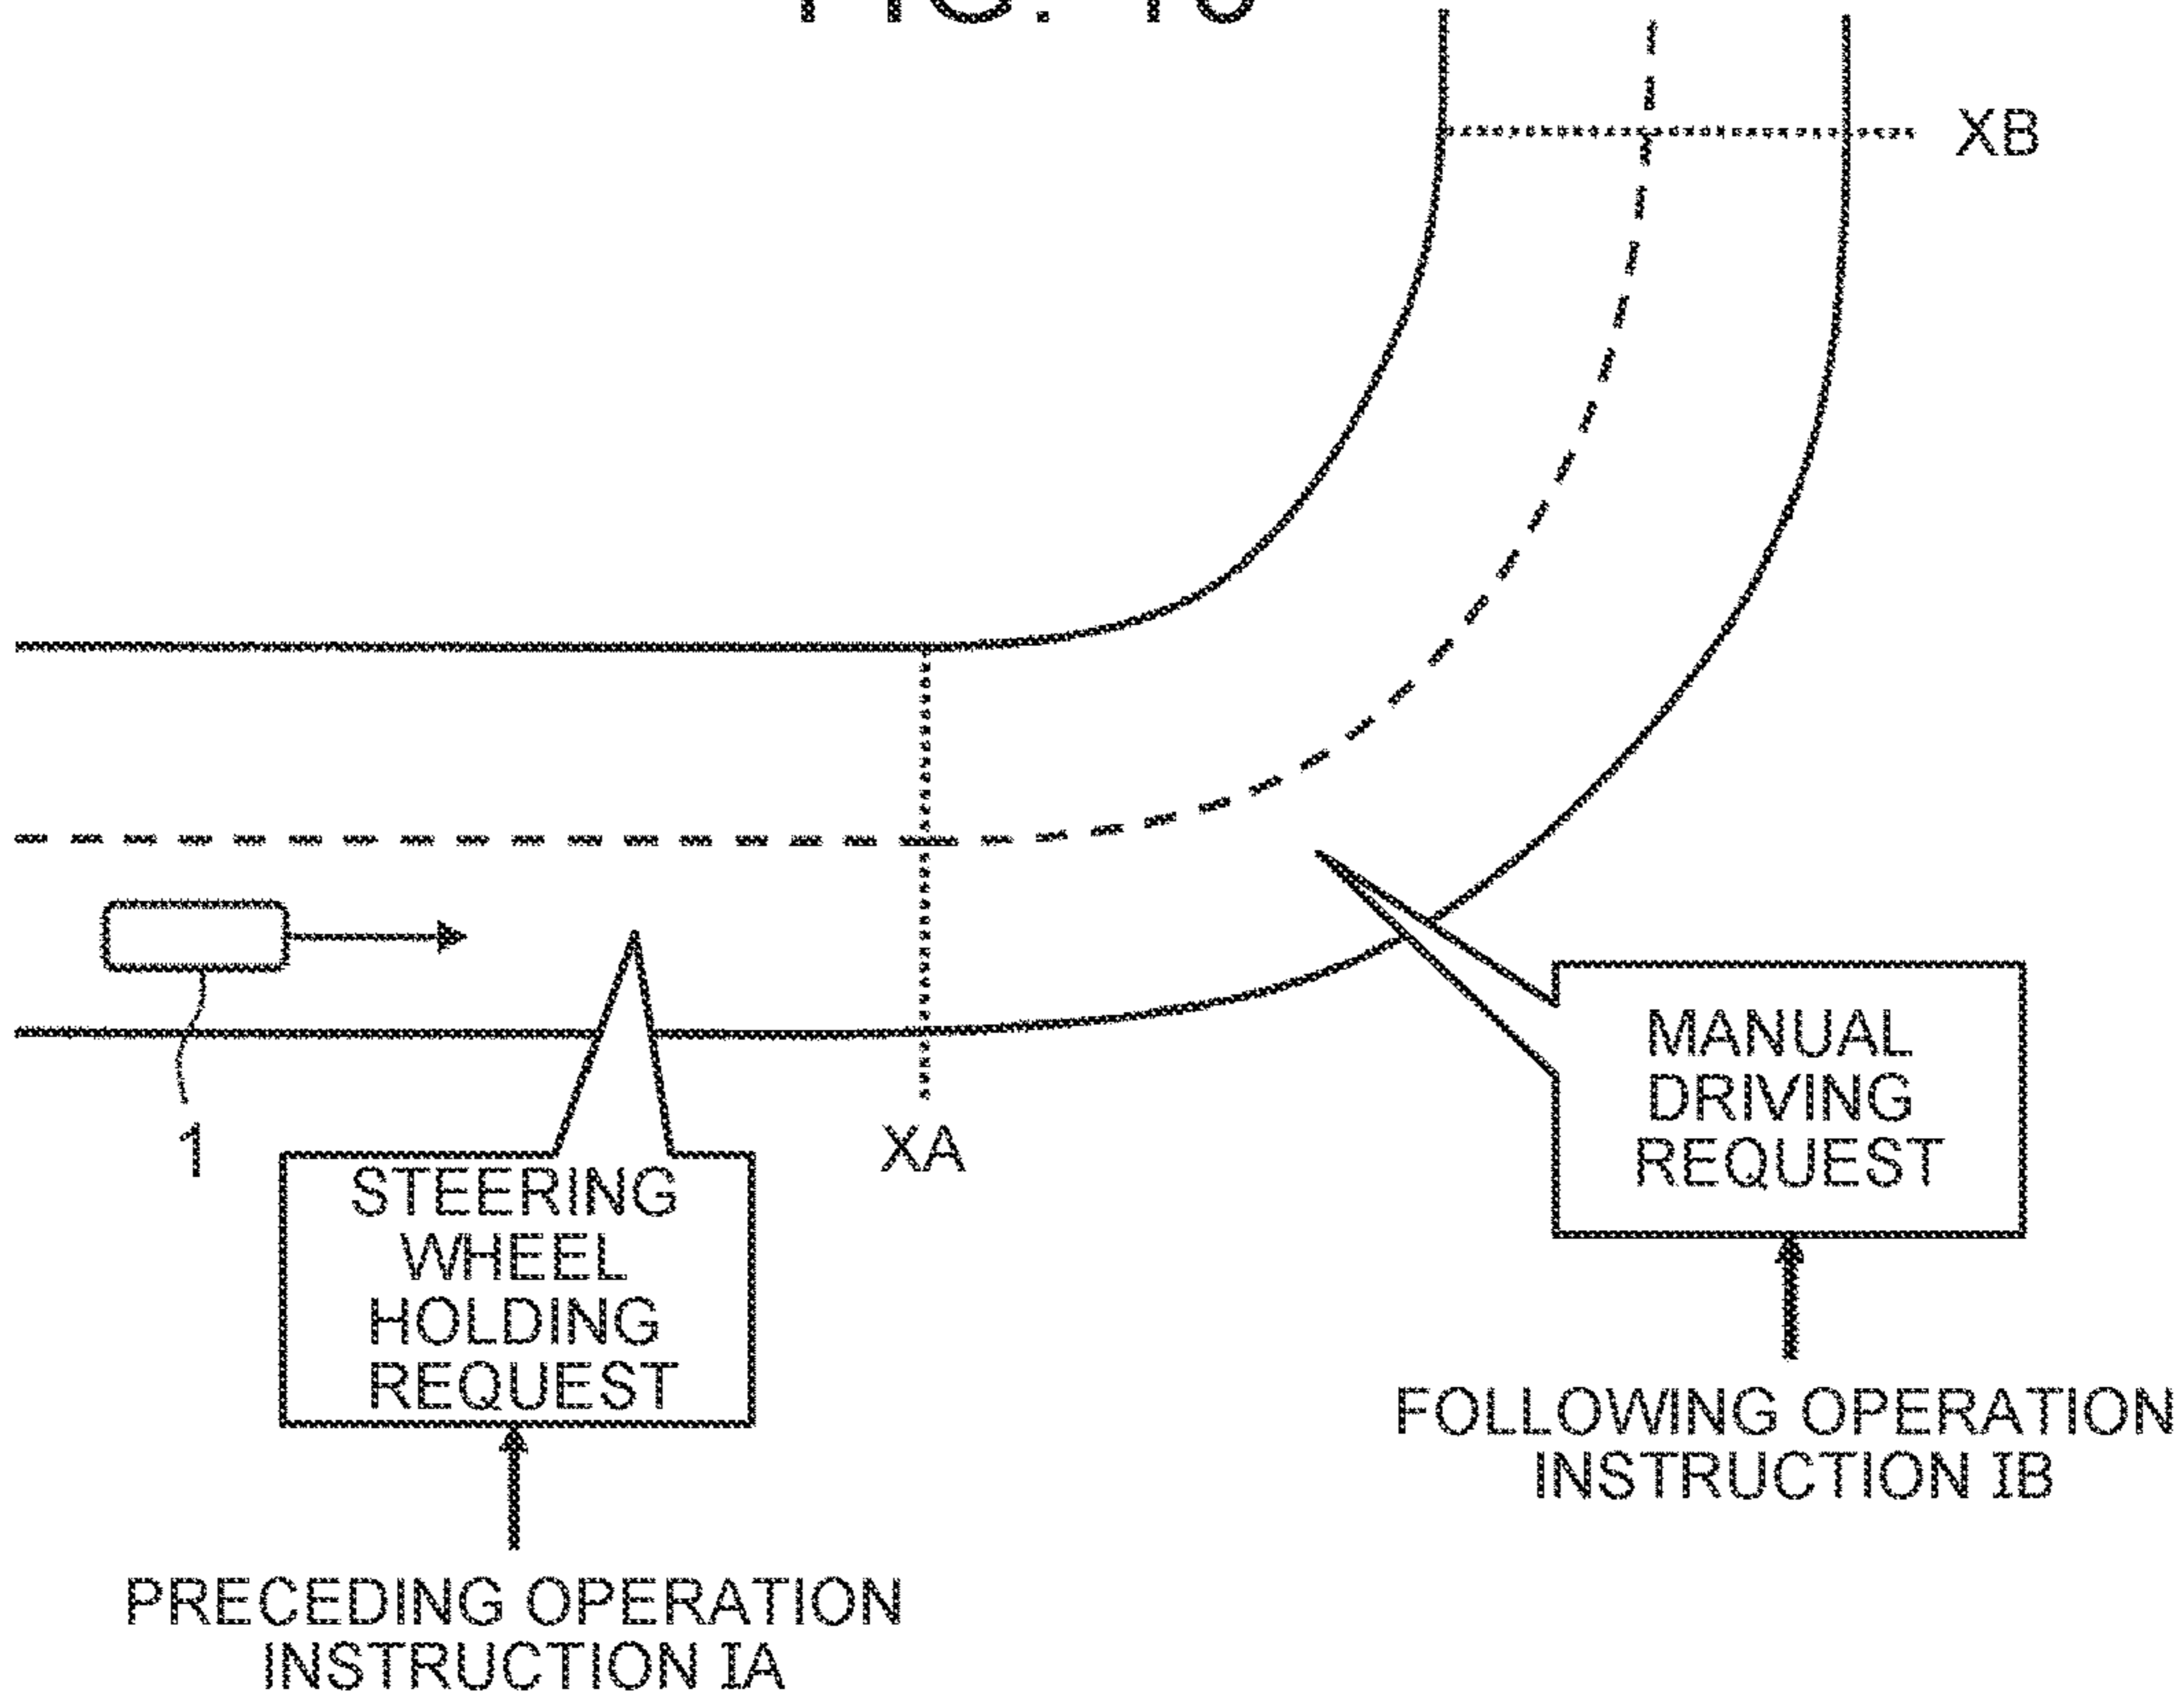 XB
1
XA
STEERING
WHEEL
HOLDING
REQUEST
MANUAL
DRIVING
REQUEST
FOLLOWING OPERATION
INSTRUCTION IB
PRECEDING OPERATION
INSTRUCTION IA